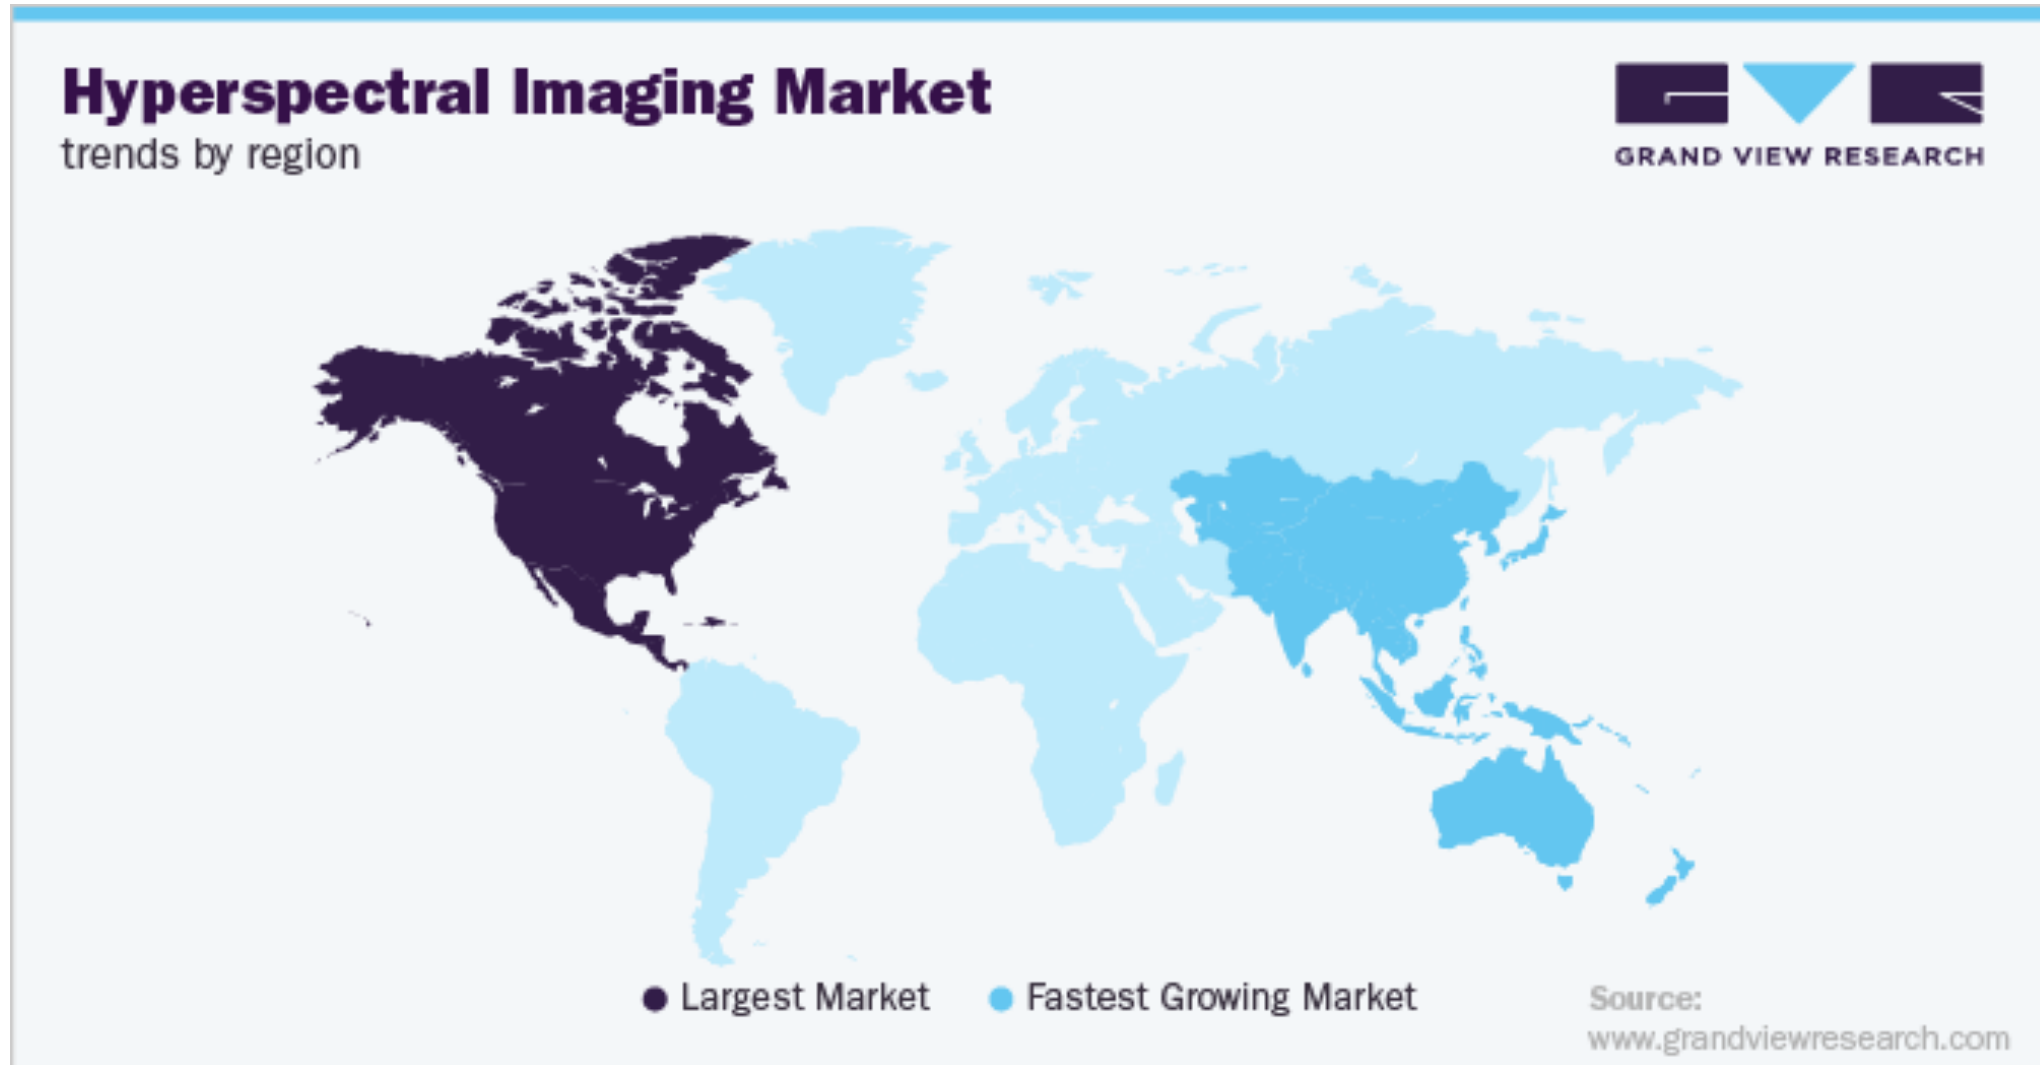 Hyperspectral Imaging Market
trends by region
GRAND VIEW RESEARCH
Largest Market
Fastest Growing Market
Source:
www.grandviewresearch.com